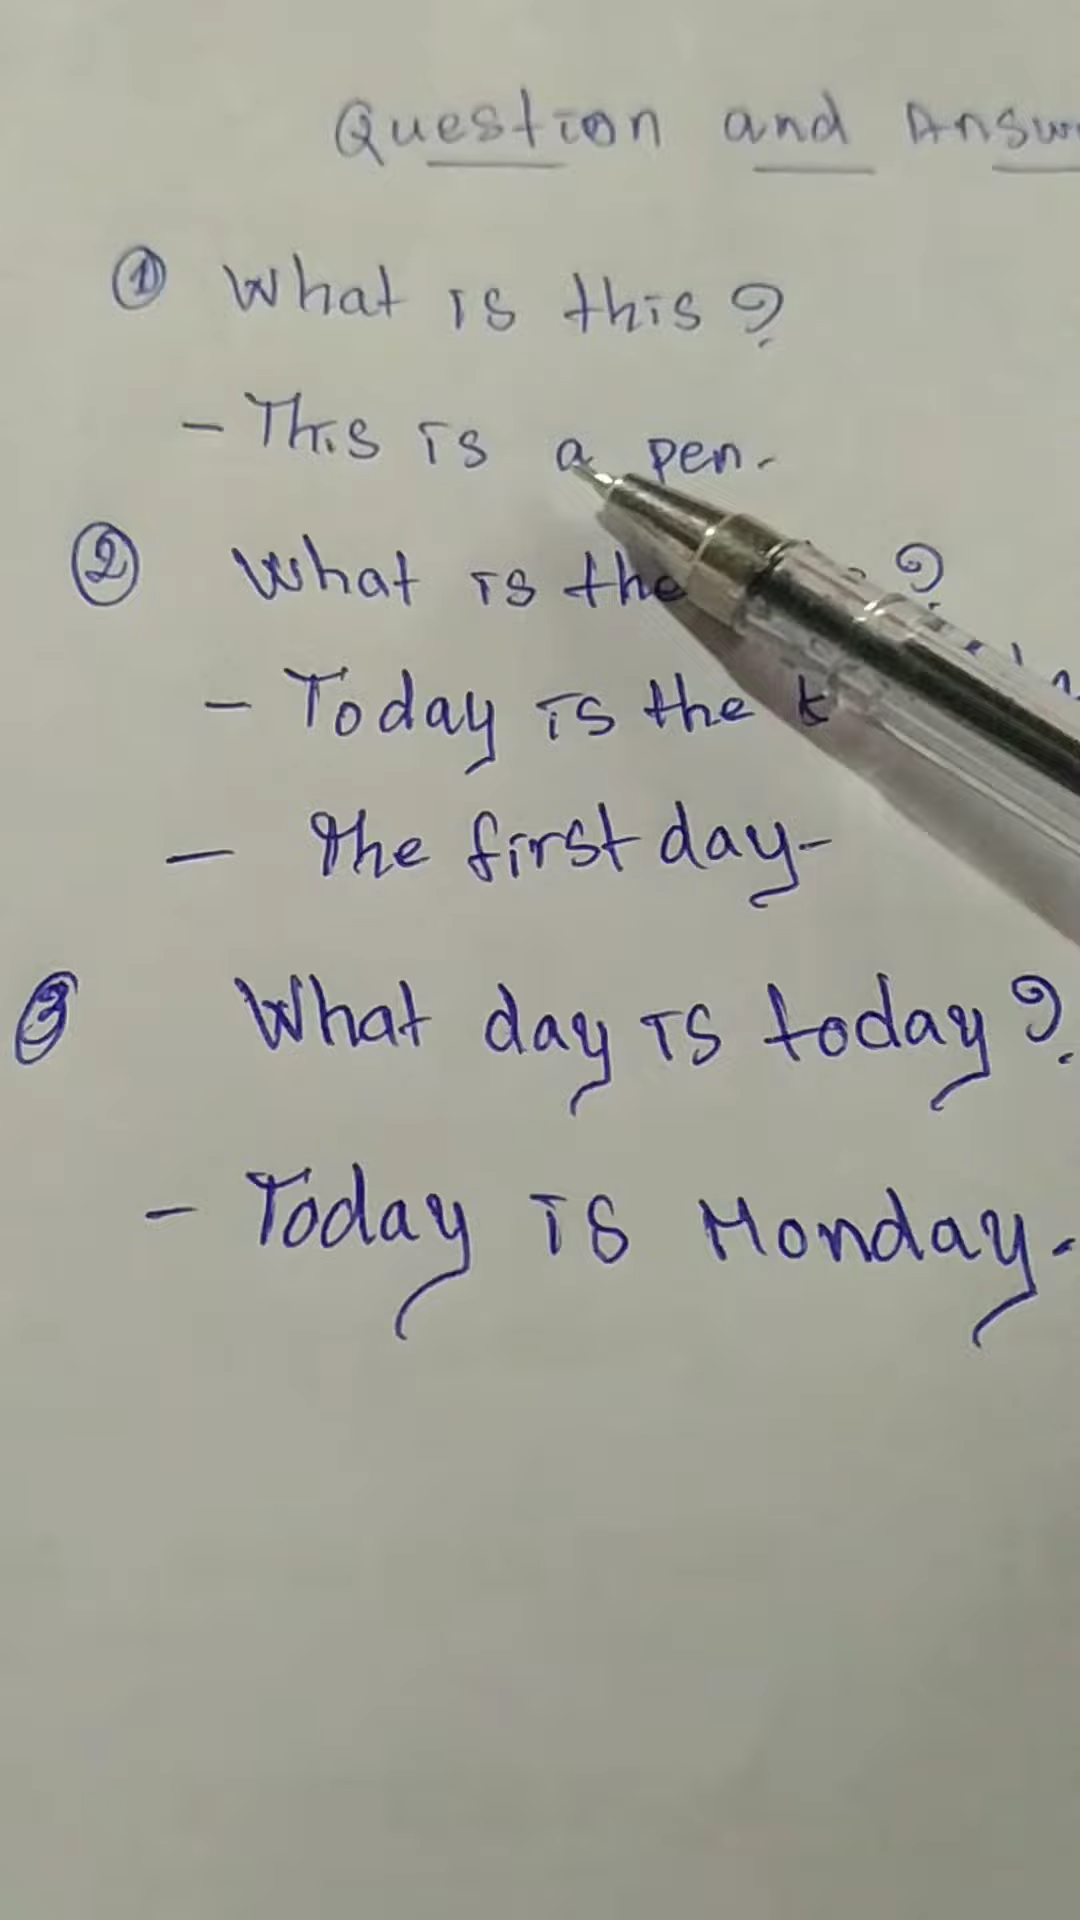 Question and
① What is this?
- This is a pen.
② What is the ?
- Today is the
- The first day-
③ What day is today?
- Today is Monday.